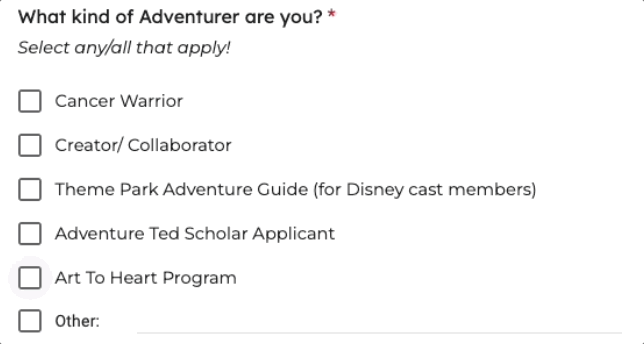 What kind of Adventurer are you? *
Select any/all that apply!
Cancer Warrior
Creator/ Collaborator
Theme Park Adventure Guide (for Disney cast members)
Adventure Ted Scholar Applicant
Art To Heart Program
Other: